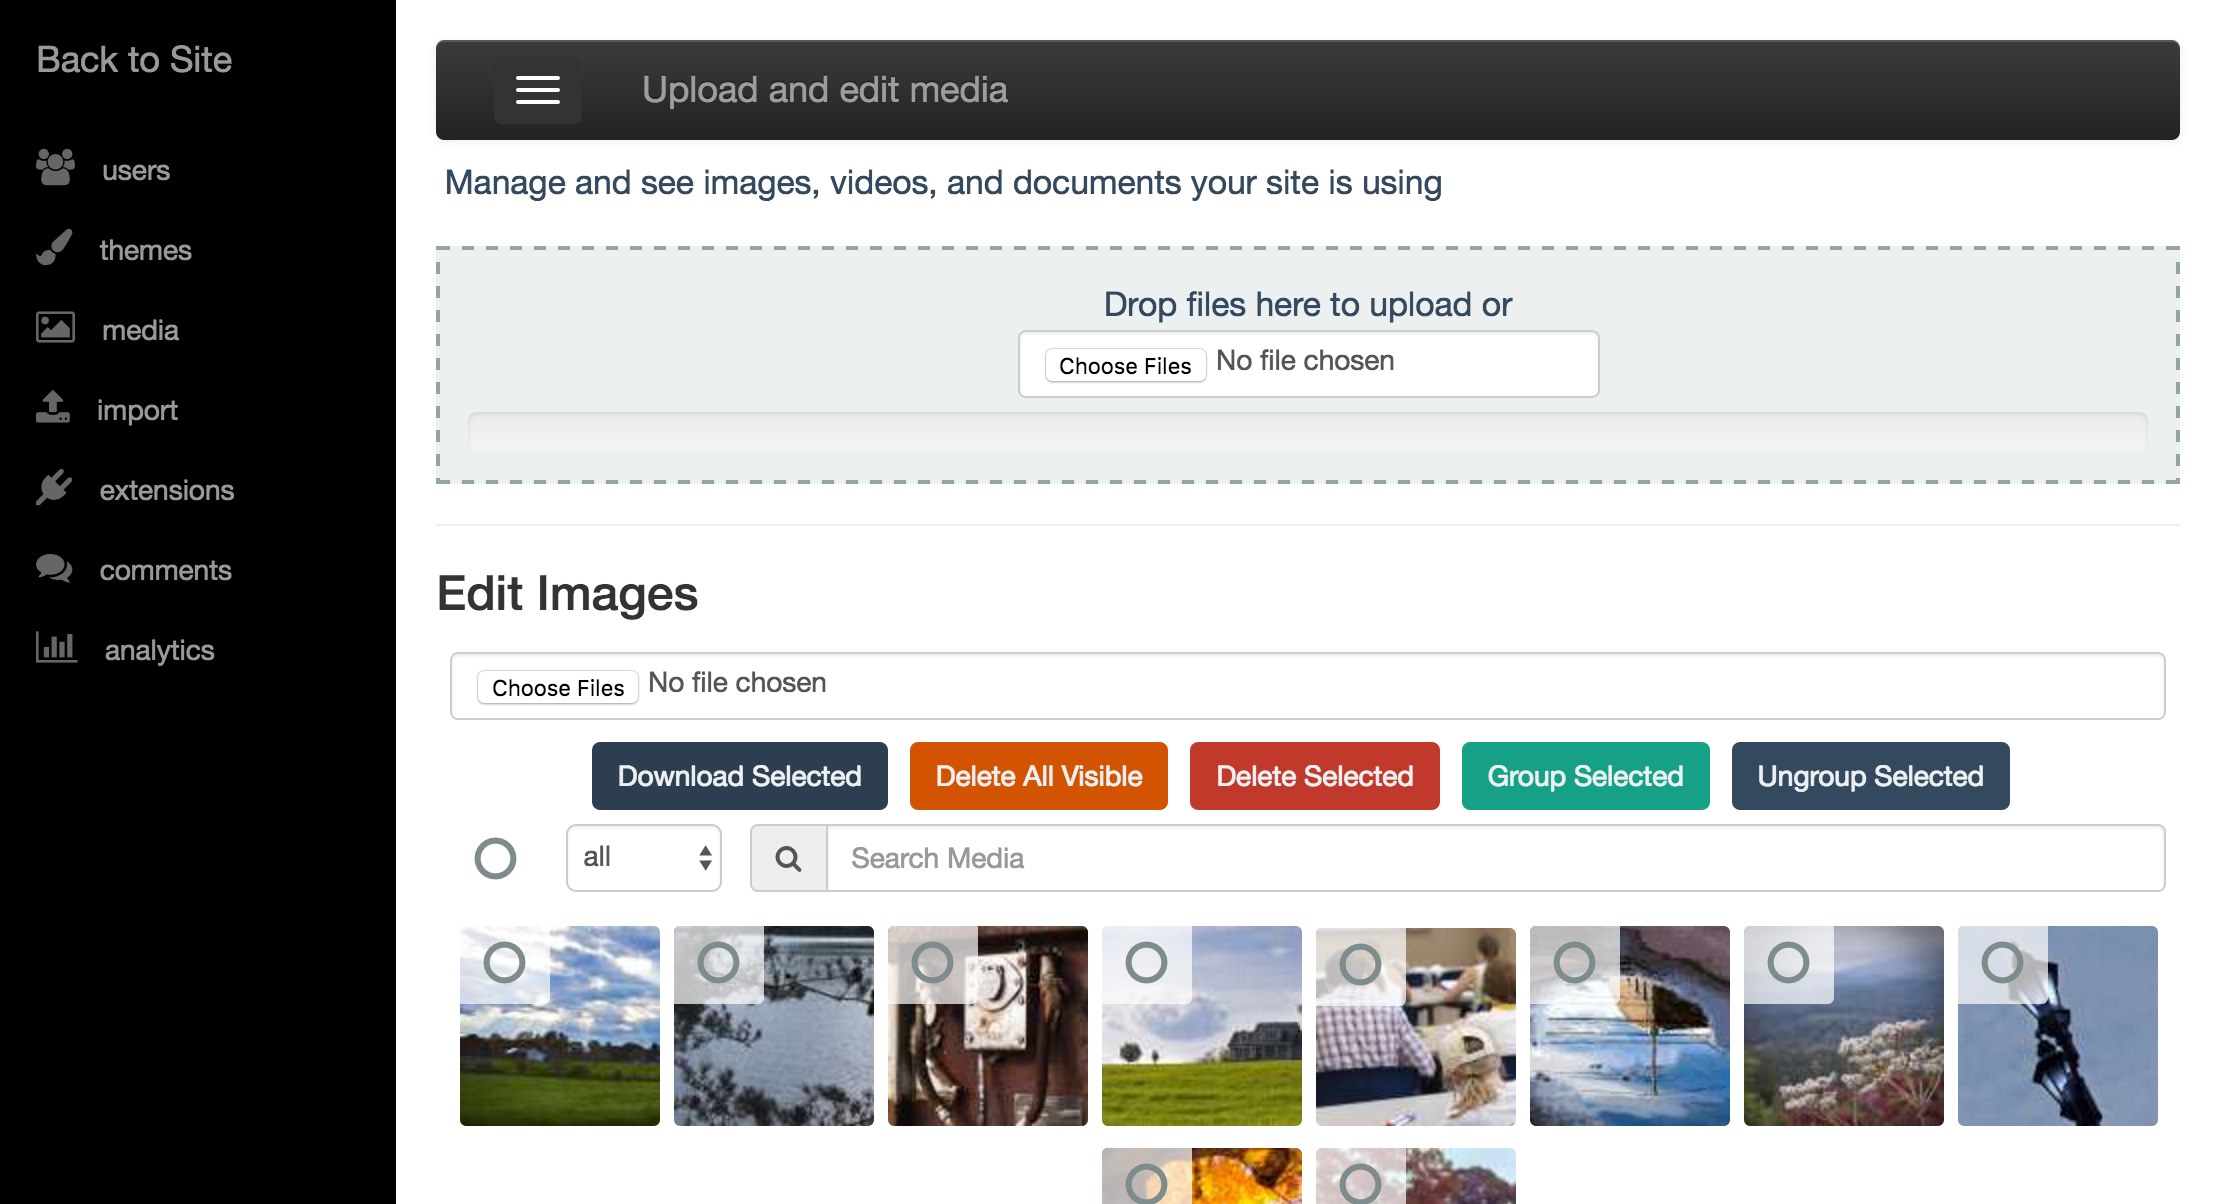 Back to Site
users
themes
media
import
extensions
comments
analytics
Upload and edit media
Manage and see images, videos, and documents your site is using
Drop files here to upload or
Choose Files No file chosen
Edit Images
Choose Files No file chosen
Download Selected Delete All Visible Delete Selected Group Selected Ungroup Selected
all Search Media